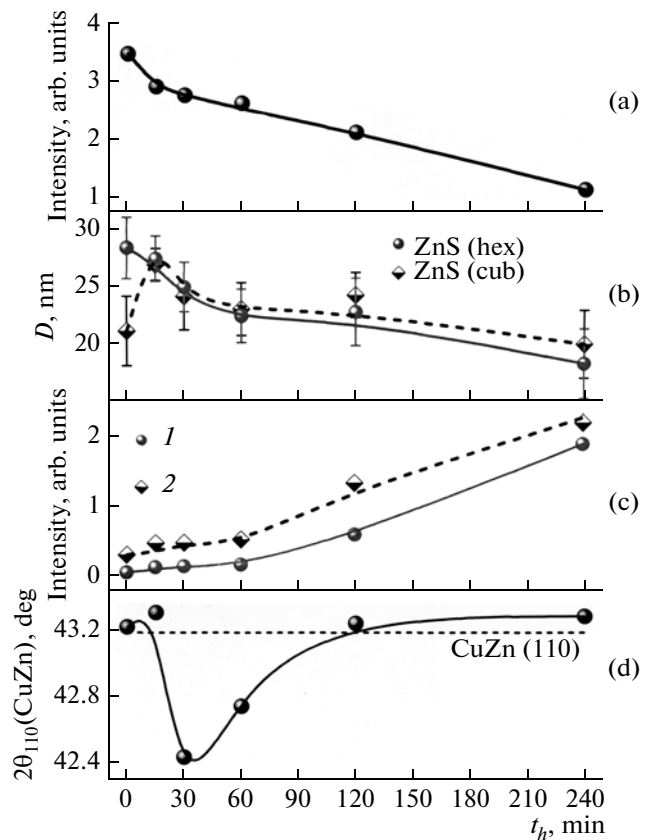 Intensity, arb. units
4
3
2
1
(a)
D, nm
30
25
20
ZnS (hex)
ZnS (cub)
(b)
Intensity, arb. units
2
1
0
1
2
(c)
2θ110(CuZn), deg
43.2
42.8
42.4
CuZn (110)
(d)
0 30 60 90 120 150 180 210 240
th, min